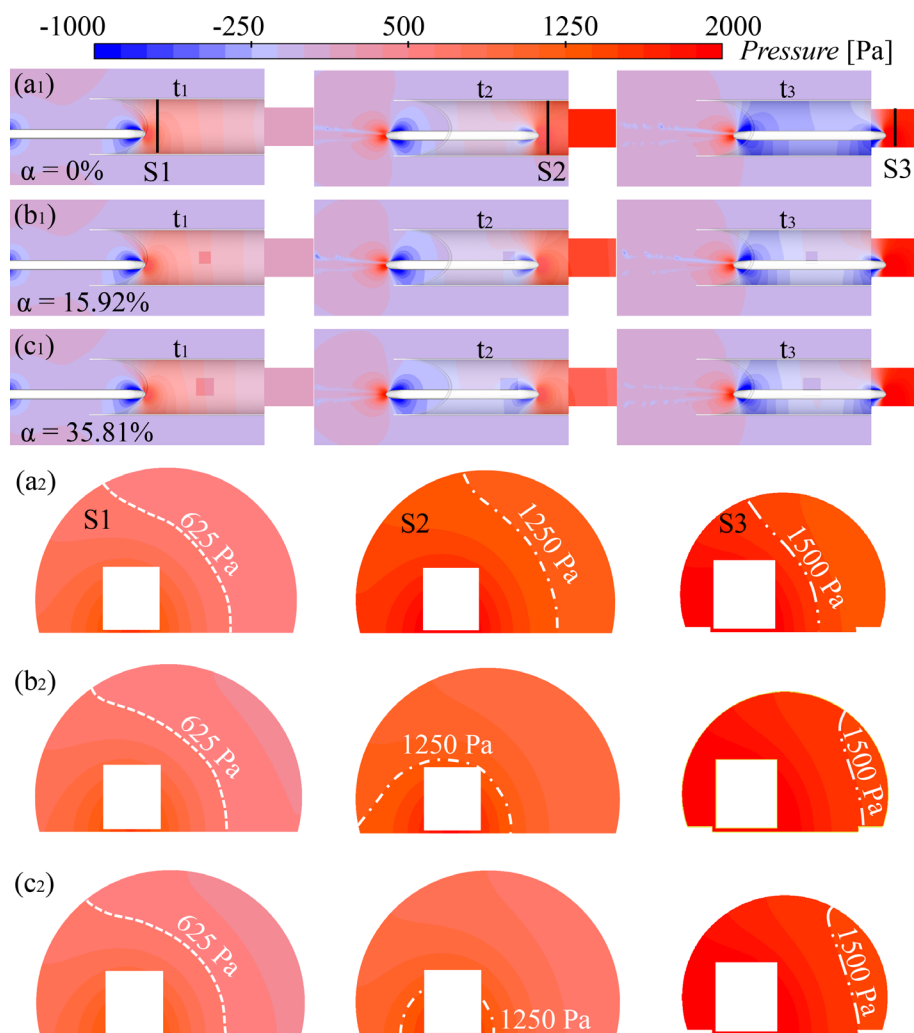 -1000 -250 500 1250 2000
Pressure [Pa]
(a₁) t₁ t₂ t₃
S1 S2 S3
α = 0%
(b₁) t₁ t₂ t₃
α = 15.92%
(c₁) t₁ t₂ t₃
α = 35.81%
(a₂)
S1 625 Pa
S2 1250 Pa
S3 1500 Pa
(b₂)
625 Pa
1250 Pa
1500 Pa
(c₂)
625 Pa
1250 Pa
1500 Pa